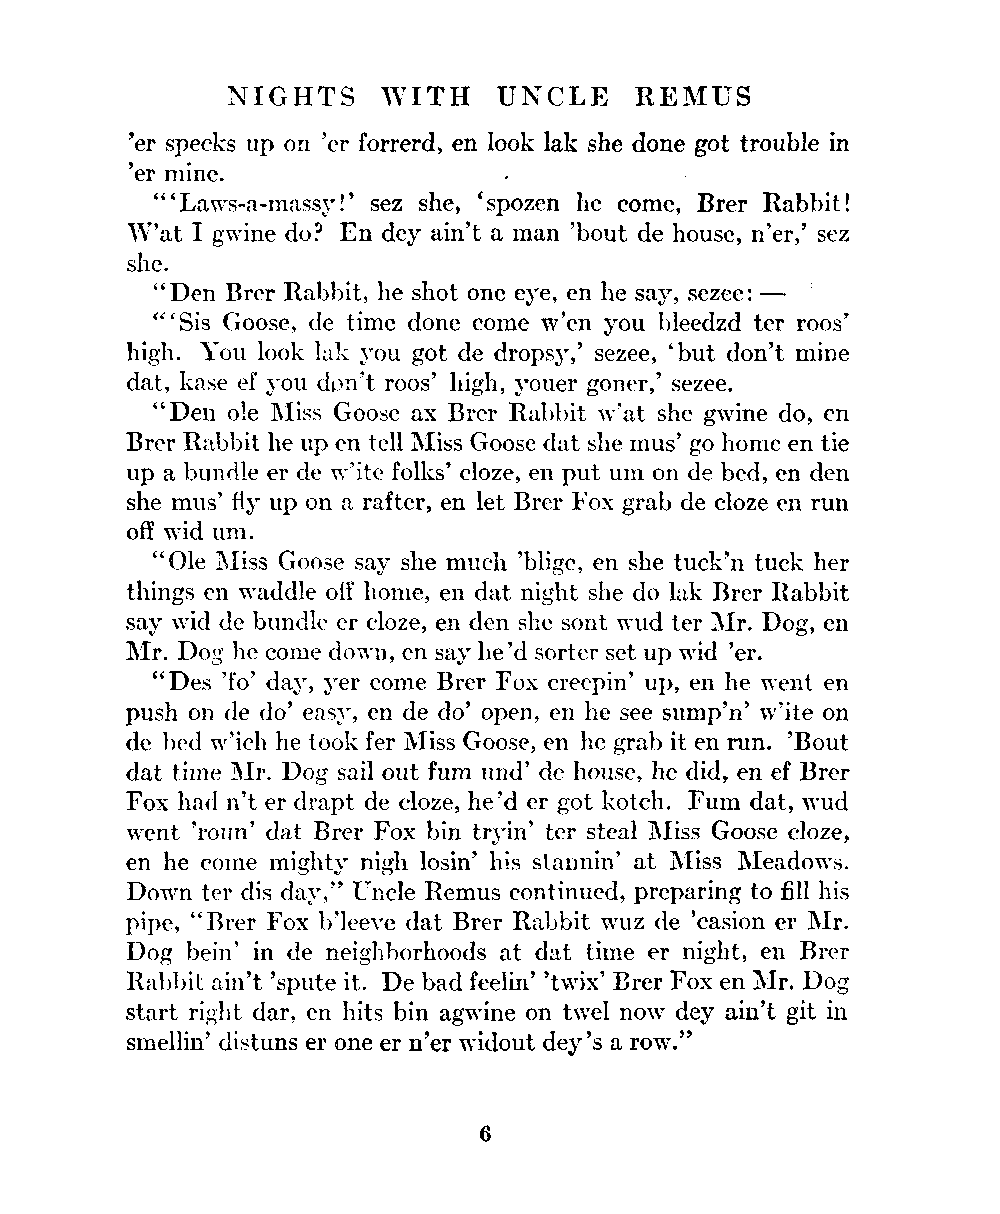 NIGHTS WITH UNCLE REMUS
’er specks up on ’er forrerd, en look lak she done got trouble in
’er mine.
“‘Laws-a-massy!’ sez she, ‘spozen he come, Brer Rabbit!
W’at I gwine do? En dey ain’t a man ’bout de house, n’er,’ sez
she.
“Den Brer Rabbit, he shot one eye, en he say, sezee: —
“‘Sis Goose, de time done come w’en you bleedzd ter roos’
high. You look lak you got de dropsy,’ sezee, ‘but don’t mine
dat, kase ef you don’t roos’ high, youer goner,’ sezee.
“Den ole Miss Goose ax Brer Rabbit w’at she gwine do, en
Brer Rabbit he up en tell Miss Goose dat she mus’ go home en tie
up a bundle er de w’ite folks’ cloze, en put um on de bed, en den
she mus’ fly up on a rafter, en let Brer Fox grab de cloze en run
off wid um.
“Ole Miss Goose say she much ’blige, en she tuck’n tuck her
things en waddle off home, en dat night she do lak Brer Rabbit
say wid de bundle er cloze, en den she sont wud ter Mr. Dog, en
Mr. Dog he come down, en say he’d sorter set up wid ’er.
“Des ’fo’ day, yer come Brer Fox creepin’ up, en he went en
push on de do’ easy, en de do’ open, en he see sump’n’ w’ite on
de bed w’ich he took fer Miss Goose, en he grab it en run. ’Bout
dat time Mr. Dog sail out fum und’ de house, he did, en ef Brer
Fox had n’t er drapt de cloze, he’d er got kotch. Fum dat, wud
went ’roun’ dat Brer Fox bin tryin’ ter steal Miss Goose cloze,
en he come mighty nigh losin’ his stannin’ at Miss Meadows.
Down ter dis day,” Uncle Remus continued, preparing to fill his
pipe, “Brer Fox b’leeve dat Brer Rabbit wuz de ’casion er Mr.
Dog bein’ in de neighborhoods at dat time er night, en Brer
Rabbit ain’t ’spute it. De bad feelin’ ’twix’ Brer Fox en Mr. Dog
start right dar, en hits bin agwine on twel now dey ain’t git in
smellin’ distuns er one er n’er widout dey’s a row.”
6